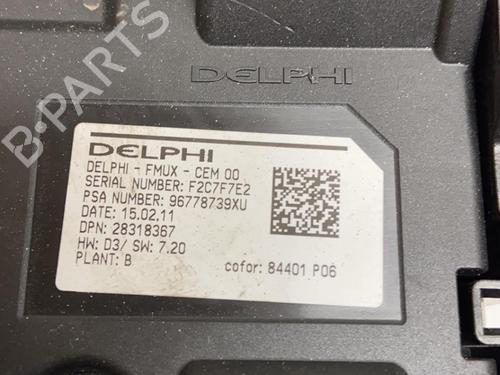 B-PARTS
DELPHI
DELPHI
DELPHI - FMUX - CEM 00
SERIAL NUMBER: F2C7F7E2
PSA NUMBER: 96778739XU
DATE: 15.02.11
DPN: 28318367
HW: D3/ SW: 7.20
PLANT: B
cofor: 84401 P06